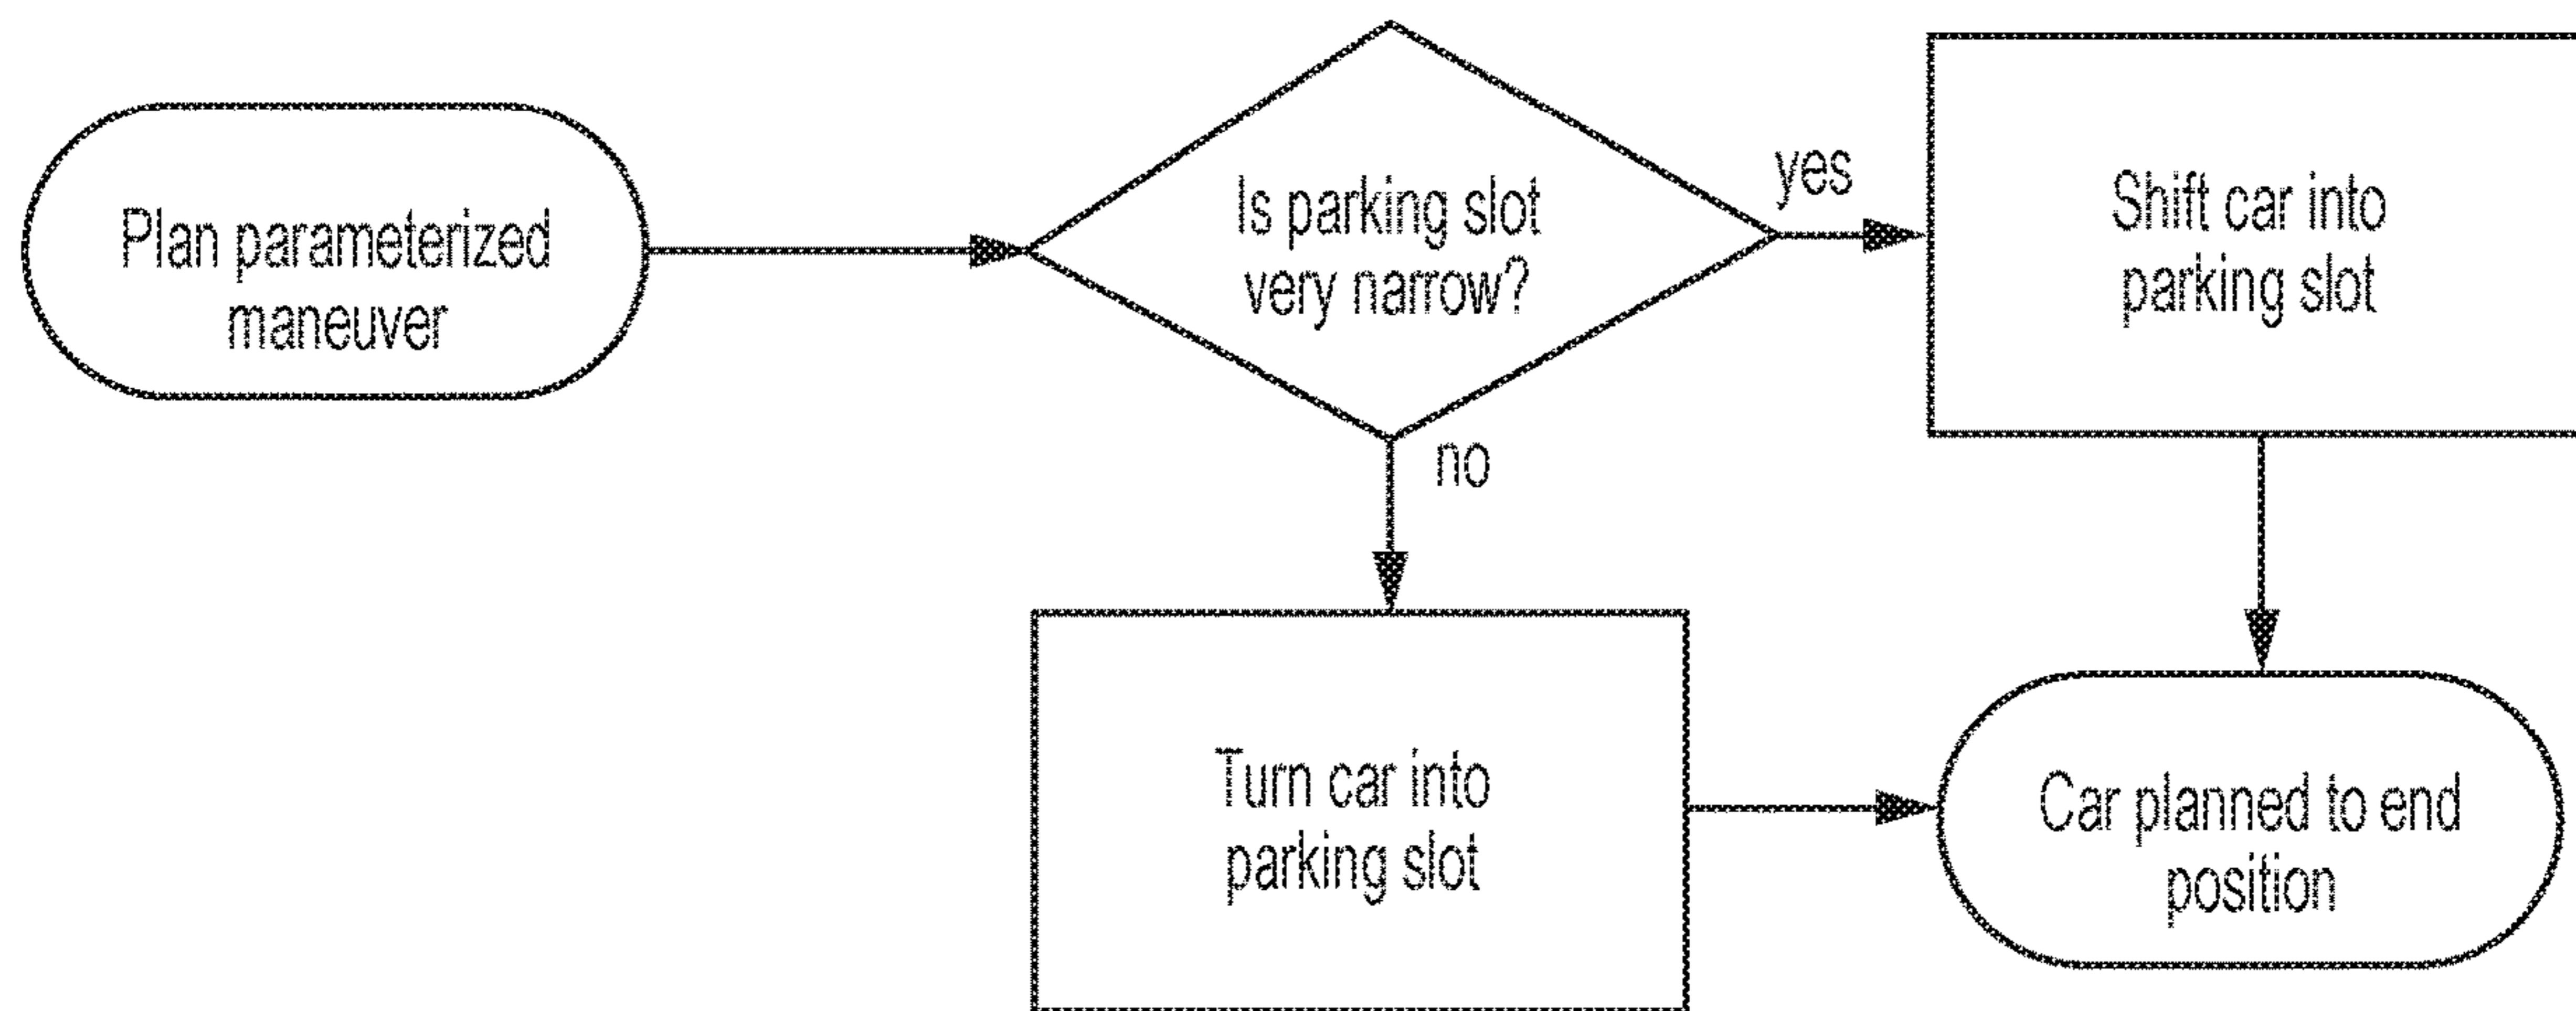 Plan parameterized
maneuver
Is parking slot
very narrow?
yes
Shift car into
parking slot
no
Turn car into
parking slot
Car planned to end
position